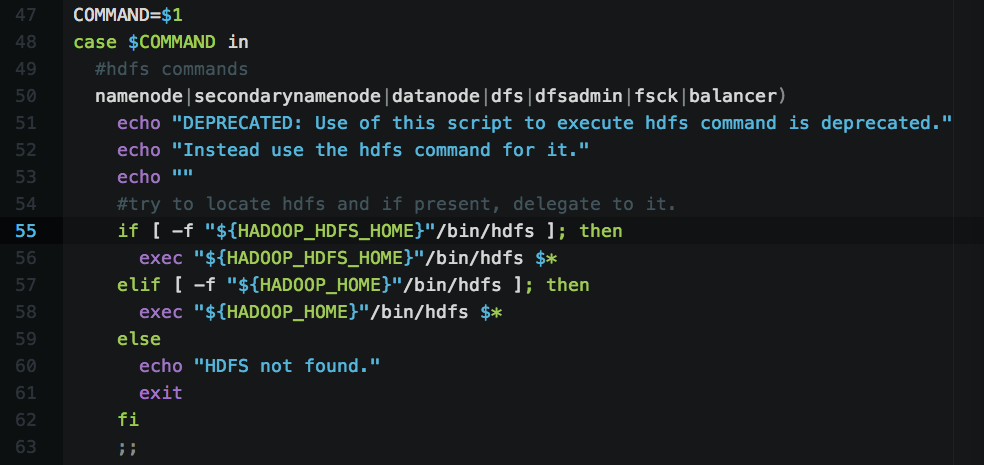 47 COMMAND=$1
48 case $COMMAND in
49 #hdfs commands
50 namenode|secondarynamenode|datanode|dfs|dfsadmin|fsck|balancer)
51 echo "DEPRECATED: Use of this script to execute hdfs command is deprecated."
52 echo "Instead use the hdfs command for it."
53 echo ""
54 #try to locate hdfs and if present, delegate to it.
55 if [ -f "${HADOOP_HDFS_HOME}"/bin/hdfs ]; then
56 exec "${HADOOP_HDFS_HOME}"/bin/hdfs $*
57 elif [ -f "${HADOOP_HOME}"/bin/hdfs ]; then
58 exec "${HADOOP_HOME}"/bin/hdfs $*
59 else
60 echo "HDFS not found."
61 exit
62 fi
63 ;;